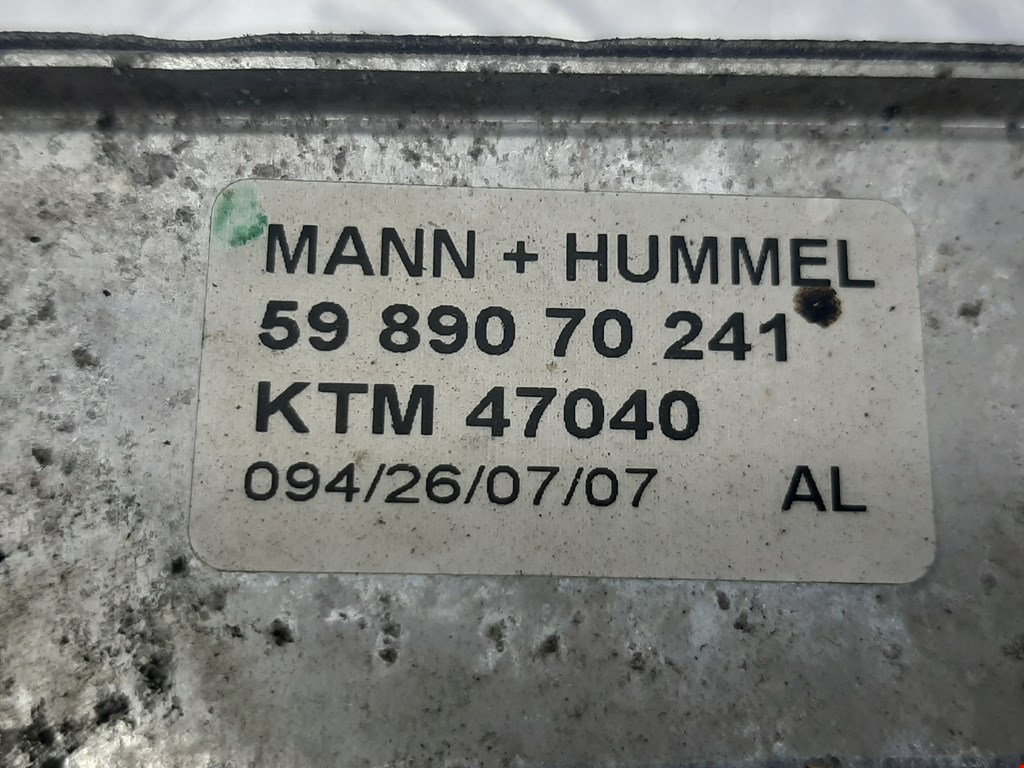 MANN + HUMMEL
59 890 70 241
KTM 47040
094/26/07/07 AL